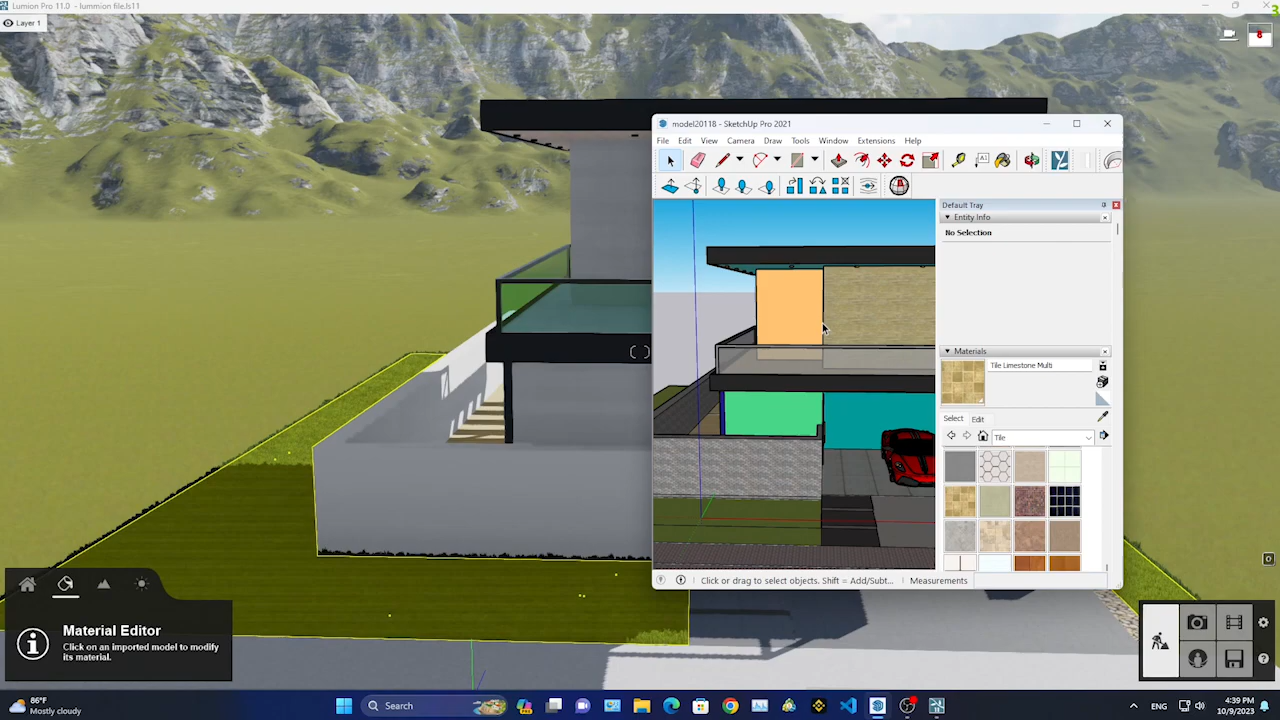 Lumion Pro 11.0 - lummion file.ls11
3
Layer 1
8
model20118 - SketchUp Pro 2021
File Edit View Camera Draw Tools Window Extensions Help
Default Tray
Entity Info
No Selection
Materials
Tile Limestone Multi
Select Edit
Tile
Click or drag to select objects. Shift = Add/Subt... Measurements
Material Editor
Click on an imported model to modify
its material.
86°F
Mostly cloudy
Search
ENG
4:39 PM
10/9/2023